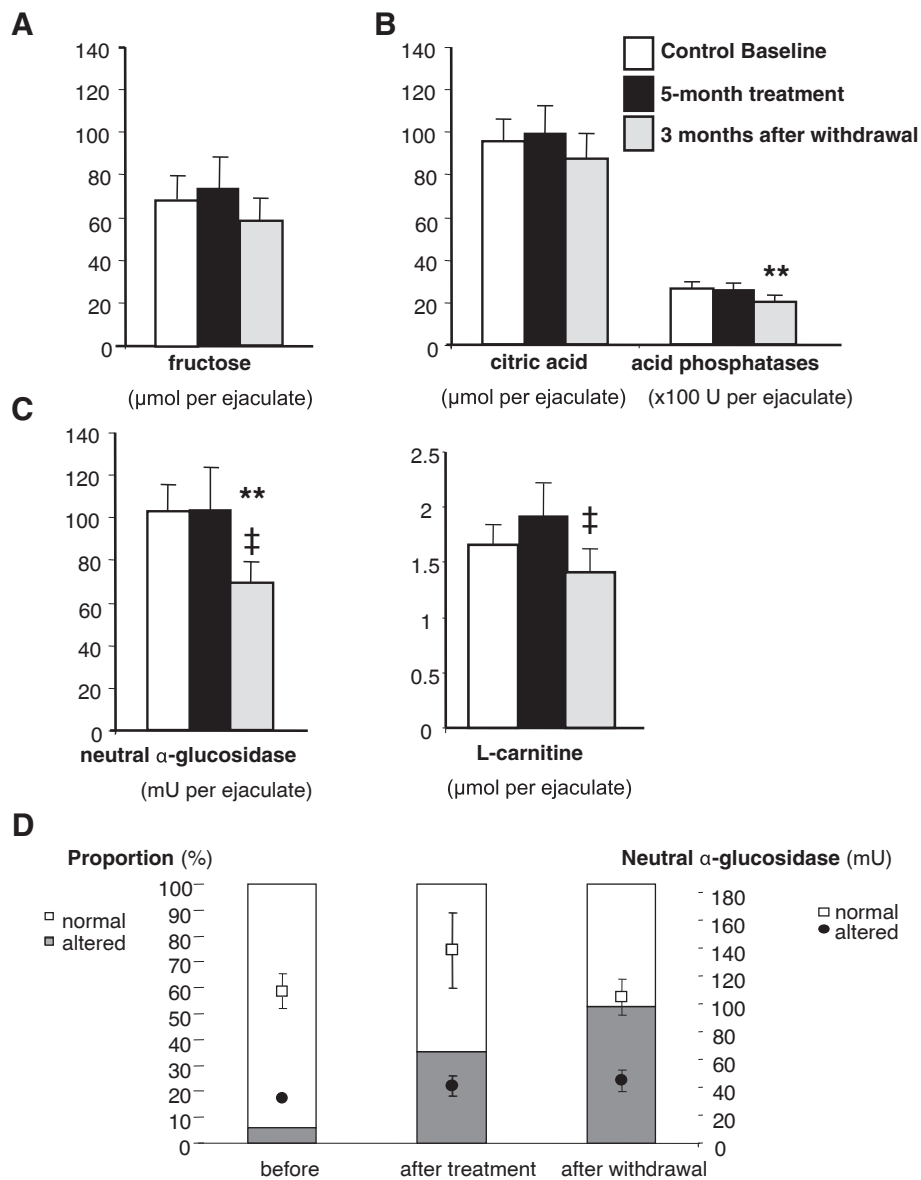 A
140
120
100
80
60
40
20
0
fructose
(µmol per ejaculate)
B
140
120
100
80
60
40
20
0
Control Baseline
5-month treatment
3 months after withdrawal
**
citric acid
acid phosphatases
(µmol per ejaculate)
(x100 U per ejaculate)
C
140
120
100
80
60
40
20
0
**
‡
neutral α-glucosidase
(mU per ejaculate)
2.5
2
1.5
1
0.5
0
‡
L-carnitine
(µmol per ejaculate)
D
Proportion (%)
Neutral α-glucosidase (mU)
normal
altered
100
90
80
70
60
50
40
30
20
10
0
180
160
140
120
100
80
60
40
20
0
normal
altered
before
after treatment
after withdrawal